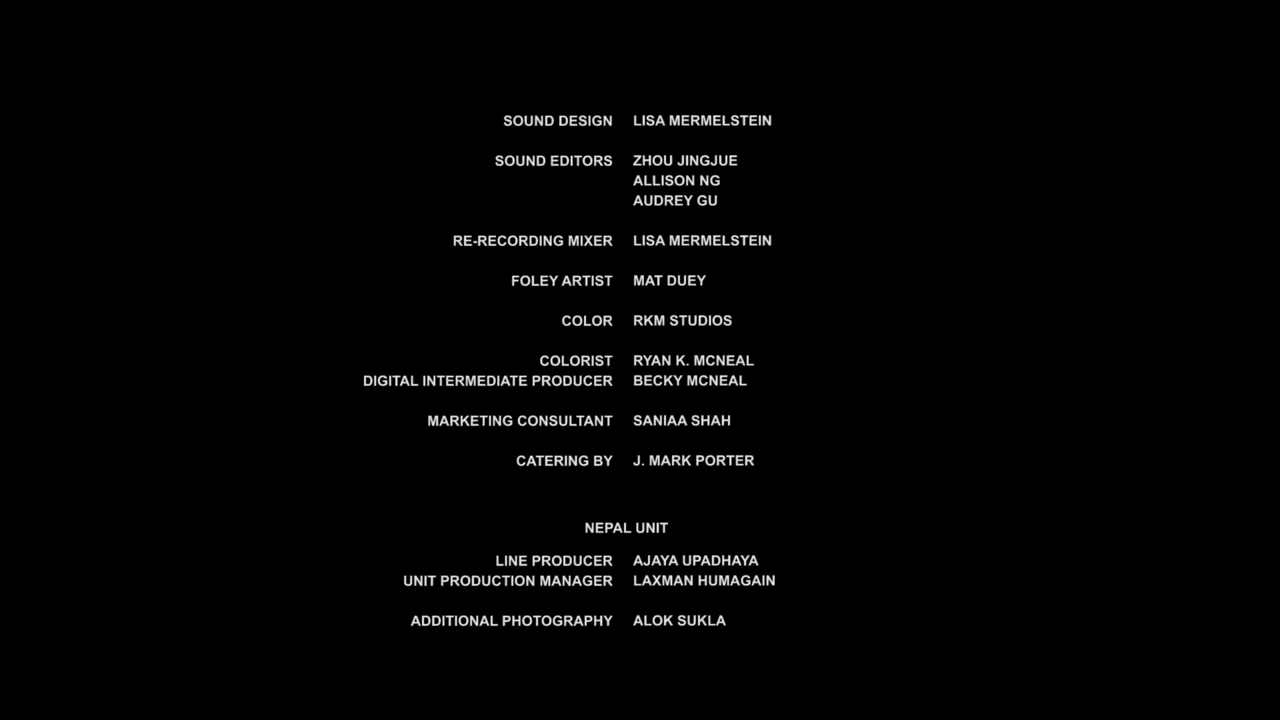 SOUND DESIGN LISA MERMELSTEIN
SOUND EDITORS ZHOU JINGJUE
ALLISON NG
AUDREY GU
RE-RECORDING MIXER LISA MERMELSTEIN
FOLEY ARTIST MAT DUEY
COLOR RKM STUDIOS
COLORIST RYAN K. MCNEAL
DIGITAL INTERMEDIATE PRODUCER BECKY MCNEAL
MARKETING CONSULTANT SANIAA SHAH
CATERING BY J. MARK PORTER
NEPAL UNIT
LINE PRODUCER AJAYA UPADHAYA
UNIT PRODUCTION MANAGER LAXMAN HUMAGAIN
ADDITIONAL PHOTOGRAPHY ALOK SUKLA